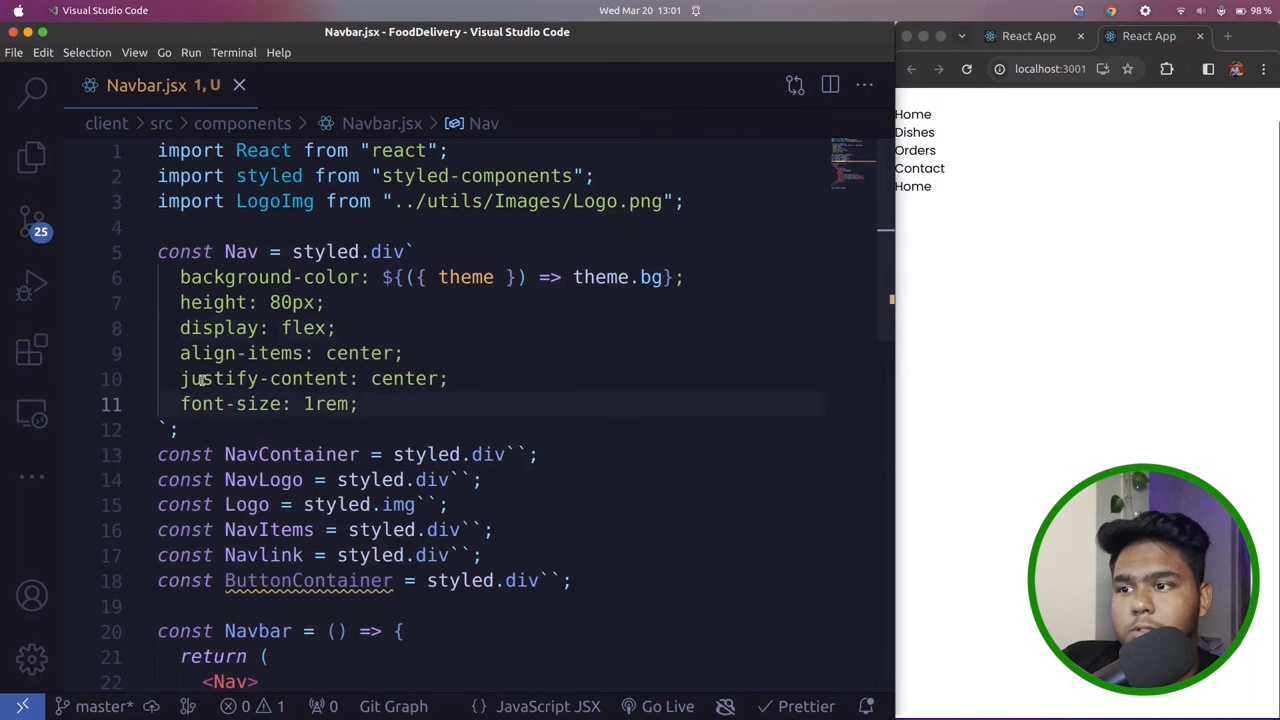 Visual Studio Code
Wed Mar 20 13:01
98 %
Navbar.jsx - FoodDelivery - Visual Studio Code
File Edit Selection View Go Run Terminal Help
Navbar.jsx 1, U
client > src > components > Navbar.jsx > Nav
1 import React from "react";
2 import styled from "styled-components";
3 import LogoImg from "../utils/Images/Logo.png";
4
5 const Nav = styled.div`
6 background-color: ${({ theme }) => theme.bg};
7 height: 80px;
8 display: flex;
9 align-items: center;
10 justify-content: center;
11 font-size: 1rem;
12 `;
13 const NavContainer = styled.div``;
14 const NavLogo = styled.div``;
15 const Logo = styled.img``;
16 const NavItems = styled.div``;
17 const Navlink = styled.div``;
18 const ButtonContainer = styled.div``;
19
20 const Navbar = () => {
21 return (
22 <Nav>
25
master* 0 1 0 Git Graph {} JavaScript JSX Go Live Prettier
React App React App
localhost:3001
Home
Dishes
Orders
Contact
Home